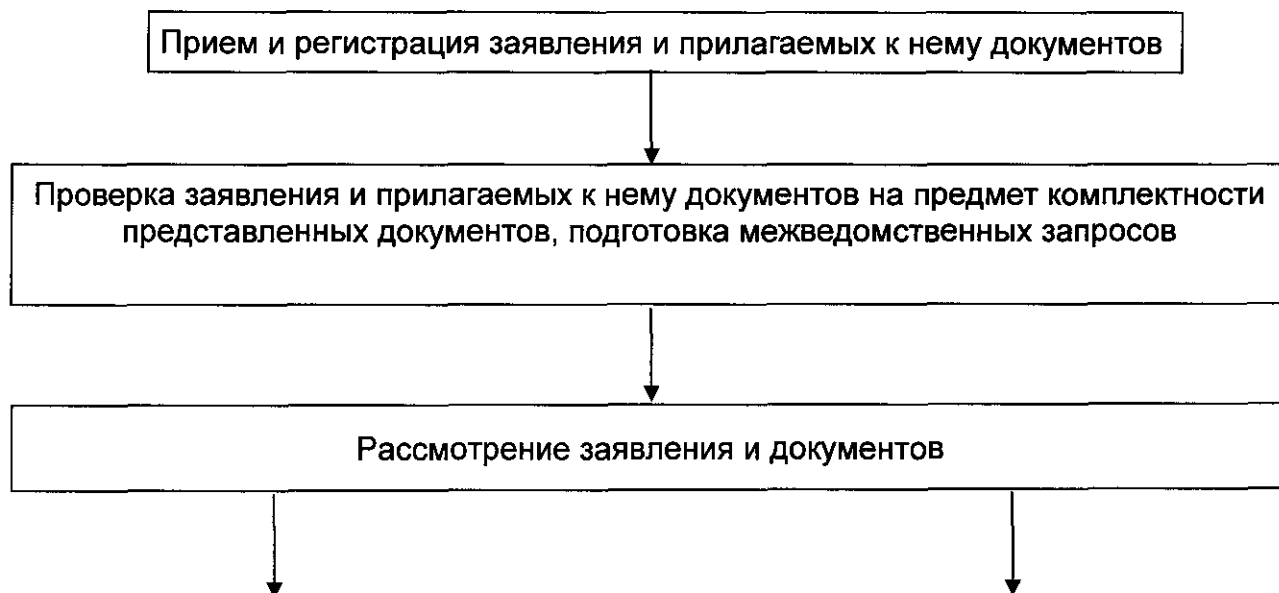 Прием и регистрация заявления и прилагаемых к нему документов
Проверка заявления и прилагаемых к нему документов на предмет комплектности
представленных документов, подготовка межведомственных запросов
Рассмотрение заявления и документов